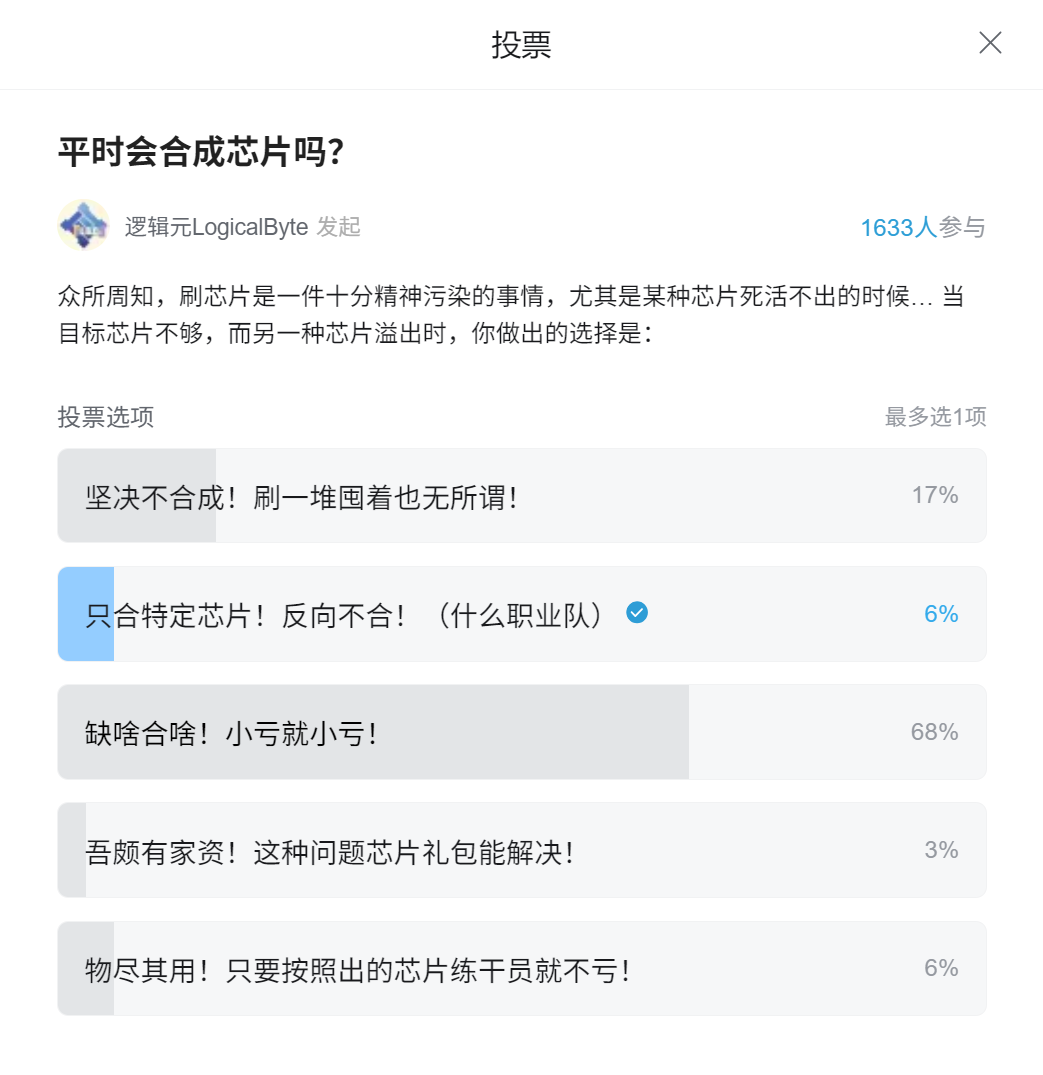 投票
平时会合成芯片吗？
逻辑元LogicalByte 发起
1633人参与
众所周知，刷芯片是一件十分精神污染的事情，尤其是某种芯片死活不出的时候... 当
目标芯片不够，而另一种芯片溢出时，你做出的选择是：
投票选项
最多选1项
坚决不合成！刷一堆囤着也无所谓！
17%
只合特定芯片！反向不合！（什么职业队）
6%
缺啥合啥！小亏就小亏！
68%
吾颇有家资！这种问题芯片礼包能解决！
3%
物尽其用！只要按照出的芯片练干员就不亏！
6%